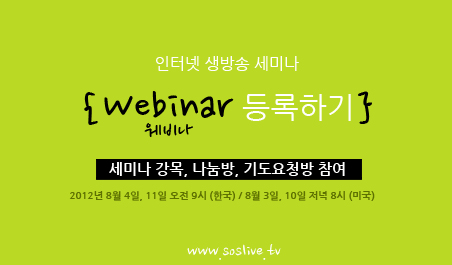 인터넷 생방송 세미나
{Webinar 등록하기}
웨비나
세미나 강목, 나눔방, 기도요청방 참여
2012년 8월 4일, 11일 오전 9시 (한국) / 8월 3일, 10일 저녁 8시 (미국)
www.soslive.tv